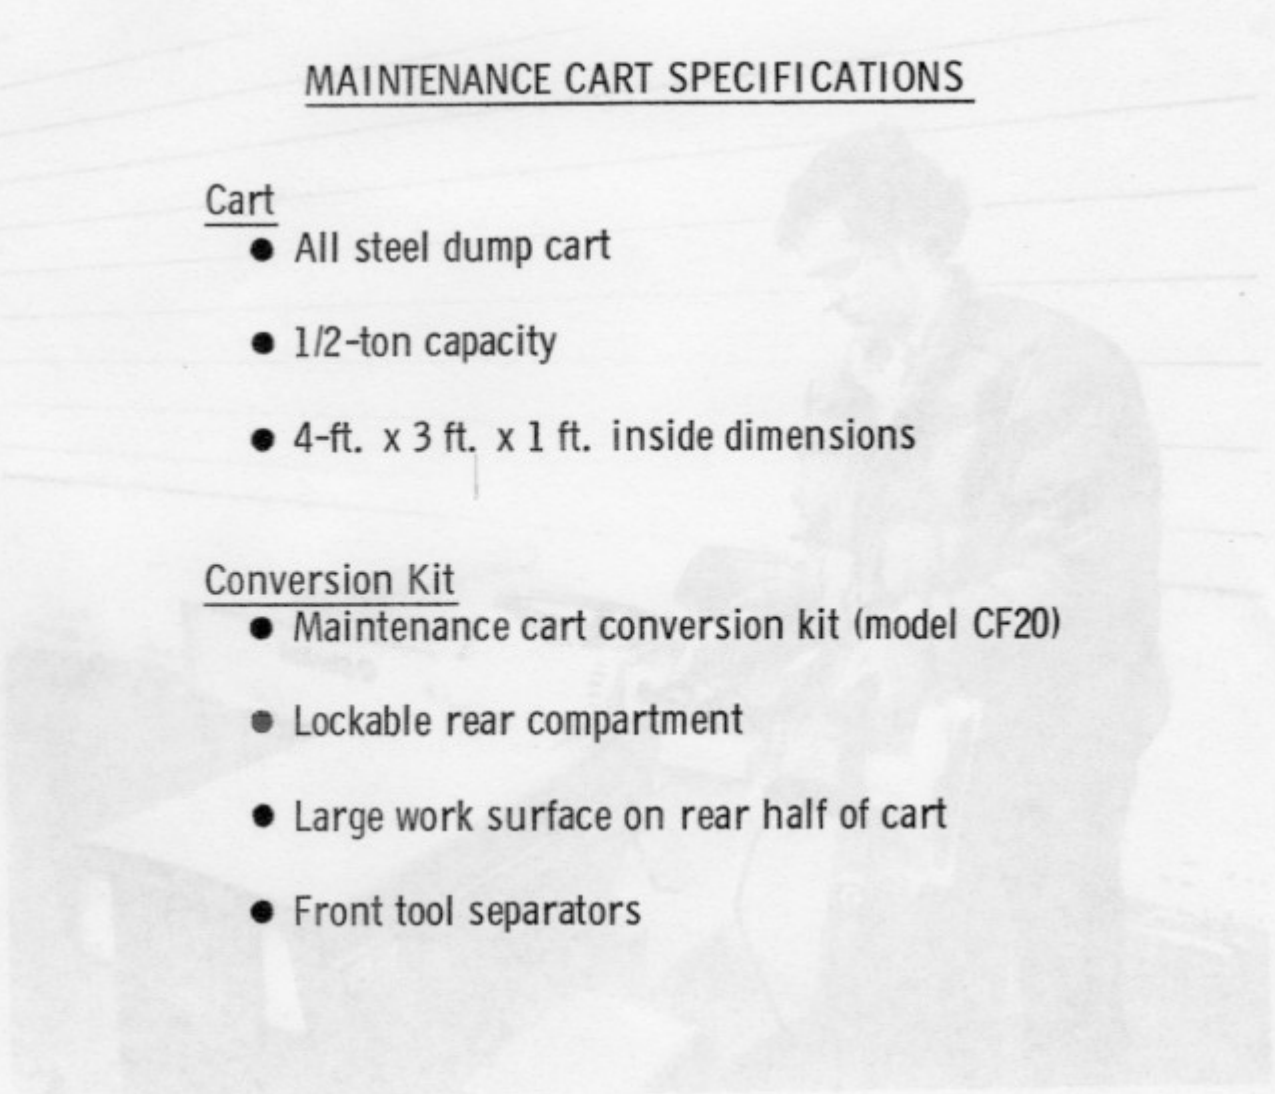 MAINTENANCE CART SPECIFICATIONS
Cart
● All steel dump cart
● 1/2-ton capacity
● 4-ft. x 3 ft. x 1 ft. inside dimensions
Conversion Kit
● Maintenance cart conversion kit (model CF20)
● Lockable rear compartment
● Large work surface on rear half of cart
● Front tool separators